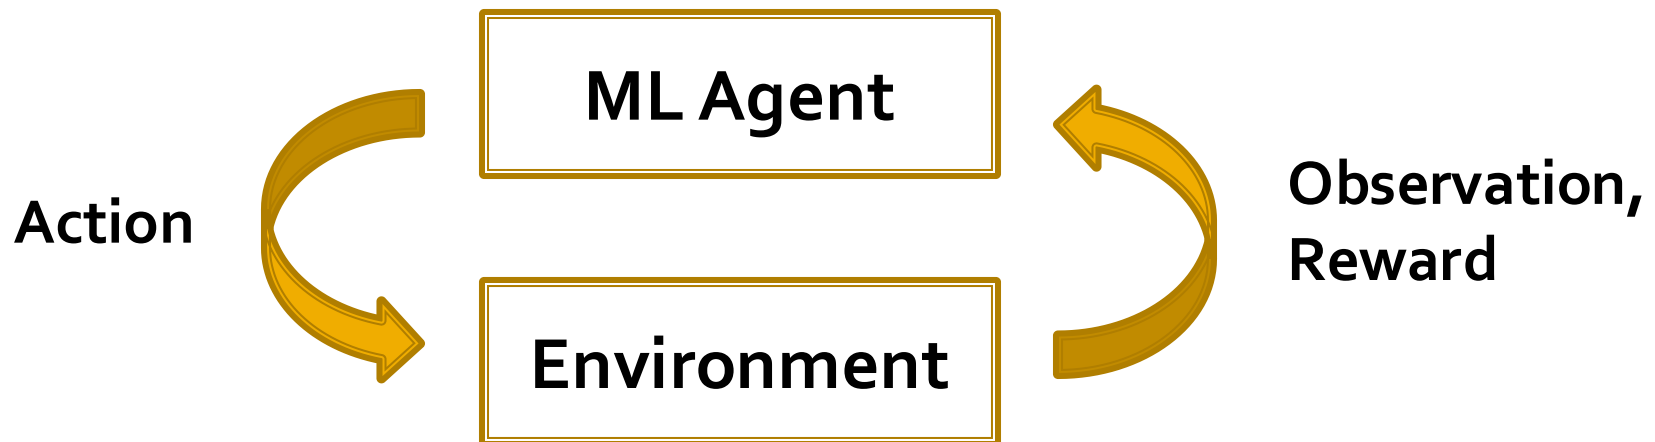 ML Agent
Action
Observation,
Reward
Environment